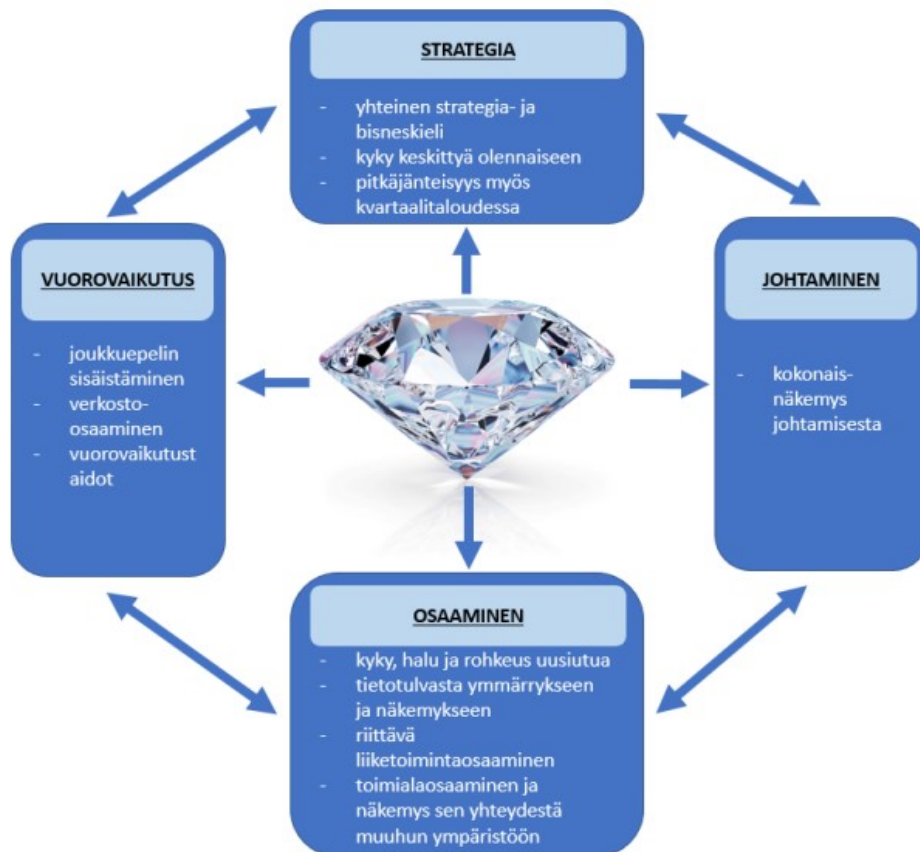 STRATEGIA
- yhteinen strategia- ja
bisneskieli
- kyky keskittyä olennaiseen
- pitkäjänteisyys myös
kvartaalitaloudessa
VUOROVAIKUTUS
- joukkuepelin
sisäistäminen
- verkosto-
osaaminen
- vuorovaikutust
aidot
JOHTAMINEN
- kokonais-
näkemys
johtamisesta
OSAAMINEN
- kyky, halu ja rohkeus uusiutua
- tietotulvasta ymmärrykseen
ja näkemykseen
- riittävä
liiketoimintaosaaminen
- toimialaosaaminen ja
näkemys sen yhteydestä
muuhun ympäristöön